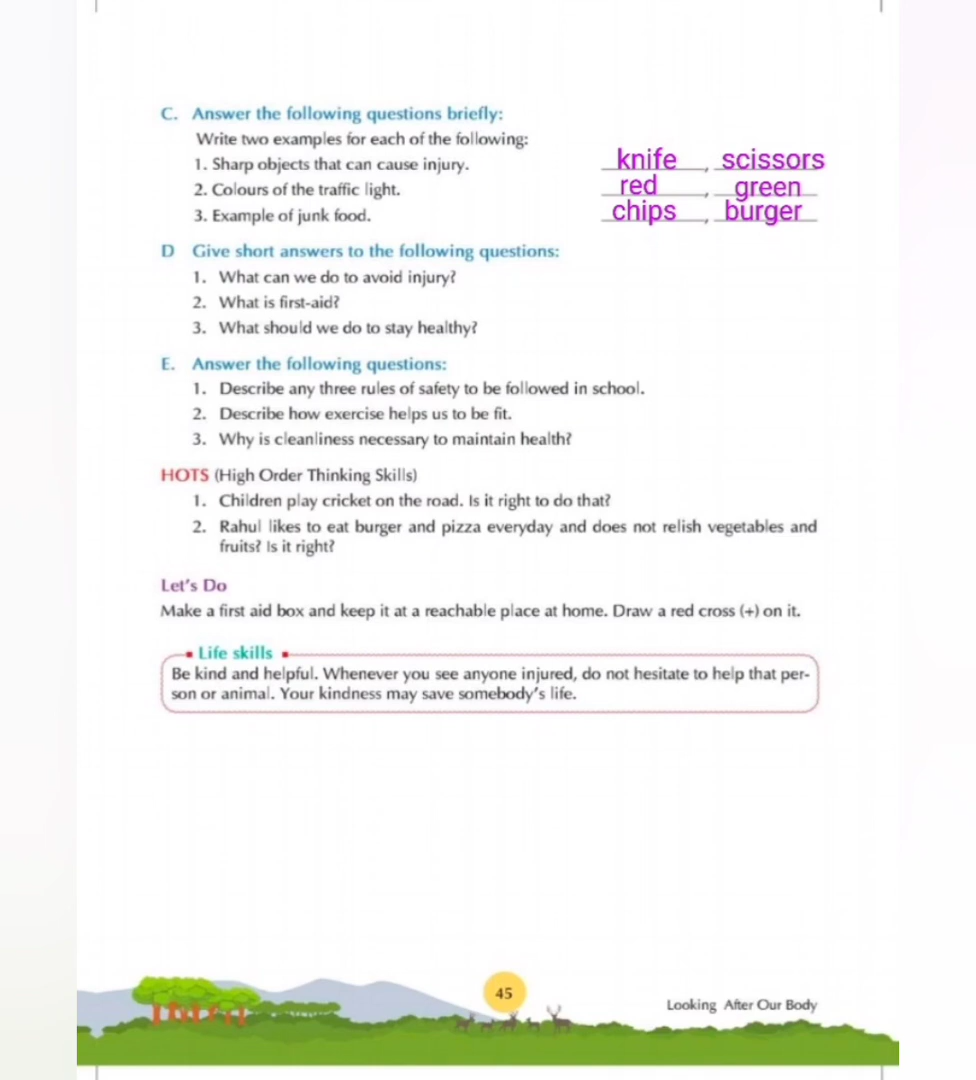 C. Answer the following questions briefly:
Write two examples for each of the following:
1. Sharp objects that can cause injury. knife , scissors
2. Colours of the traffic light. red , green
3. Example of junk food. chips , burger
D Give short answers to the following questions:
1. What can we do to avoid injury?
2. What is first-aid?
3. What should we do to stay healthy?
E. Answer the following questions:
1. Describe any three rules of safety to be followed in school.
2. Describe how exercise helps us to be fit.
3. Why is cleanliness necessary to maintain health?
HOTS (High Order Thinking Skills)
1. Children play cricket on the road. Is it right to do that?
2. Rahul likes to eat burger and pizza everyday and does not relish vegetables and
fruits? Is it right?
Let's Do
Make a first aid box and keep it at a reachable place at home. Draw a red cross (+) on it.
Life skills
Be kind and helpful. Whenever you see anyone injured, do not hesitate to help that per-
son or animal. Your kindness may save somebody's life.
45
Looking After Our Body